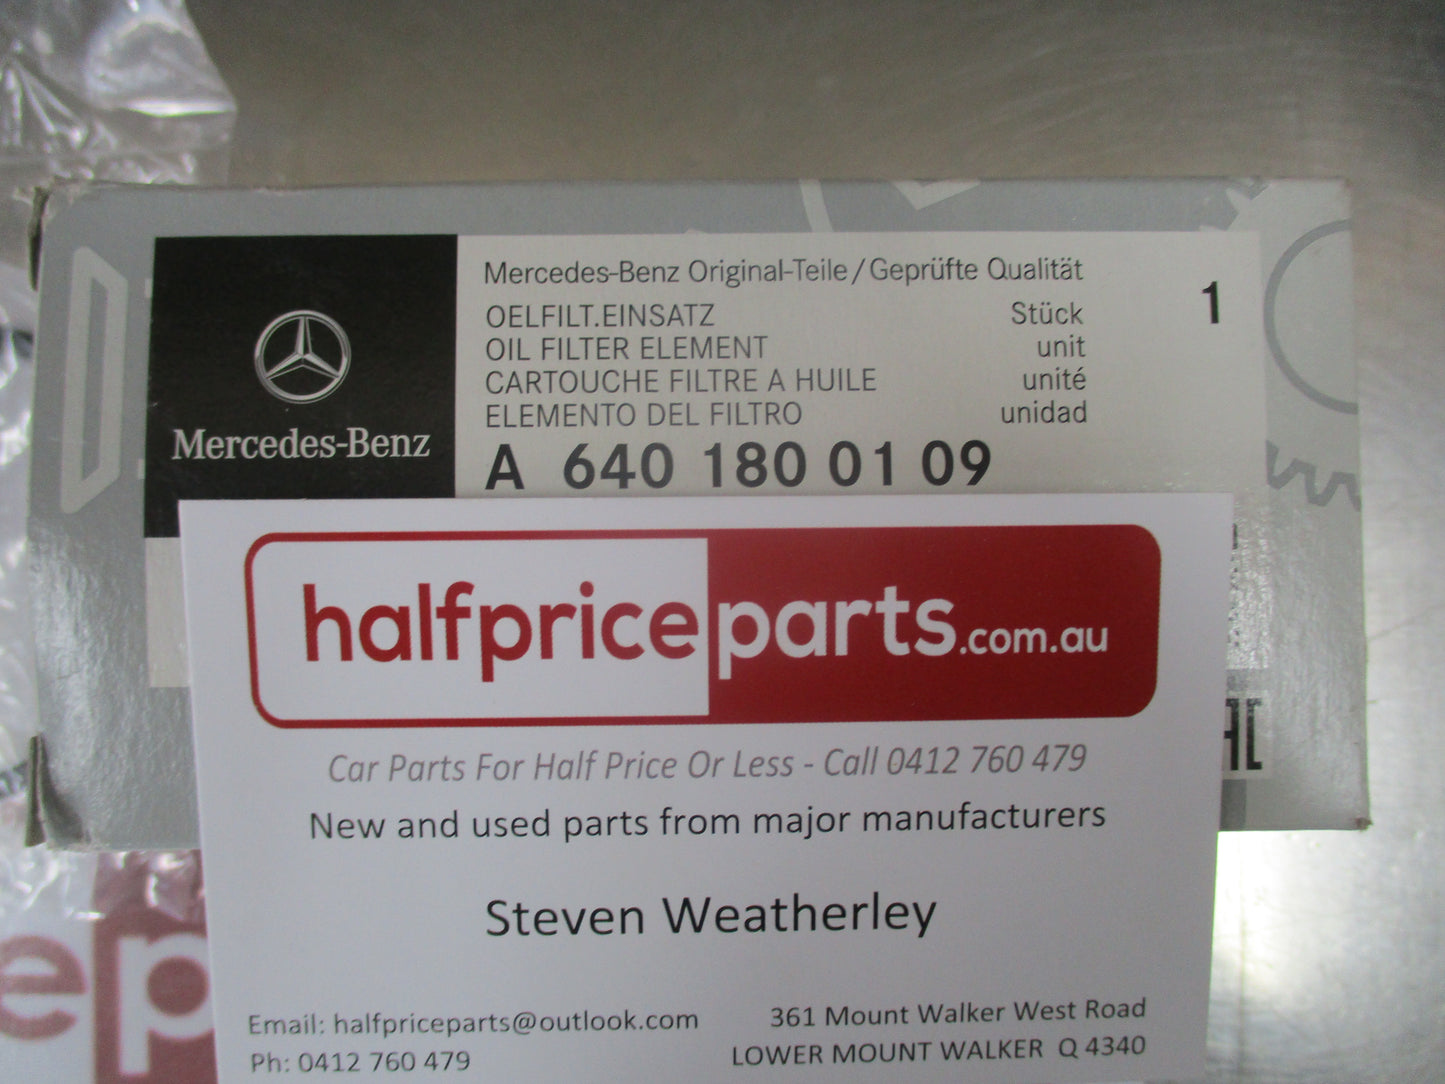 Mercedes-Benz Original-Teile/Geprüfte Qualität
OELFILT.EINSATZ Stück 1
OIL FILTER ELEMENT unit
CARTOUCHE FILTRE A HUILE unité
ELEMENTO DEL FILTRO unidad
A 640 180 01 09
Mercedes-Benz
halfpriceparts.com.au
Car Parts For Half Price Or Less - Call 0412 760 479
New and used parts from major manufacturers
Steven Weatherley
Email: halfpriceparts@outlook.com
Ph: 0412 760 479
361 Mount Walker West Road
LOWER MOUNT WALKER Q 4340
ep